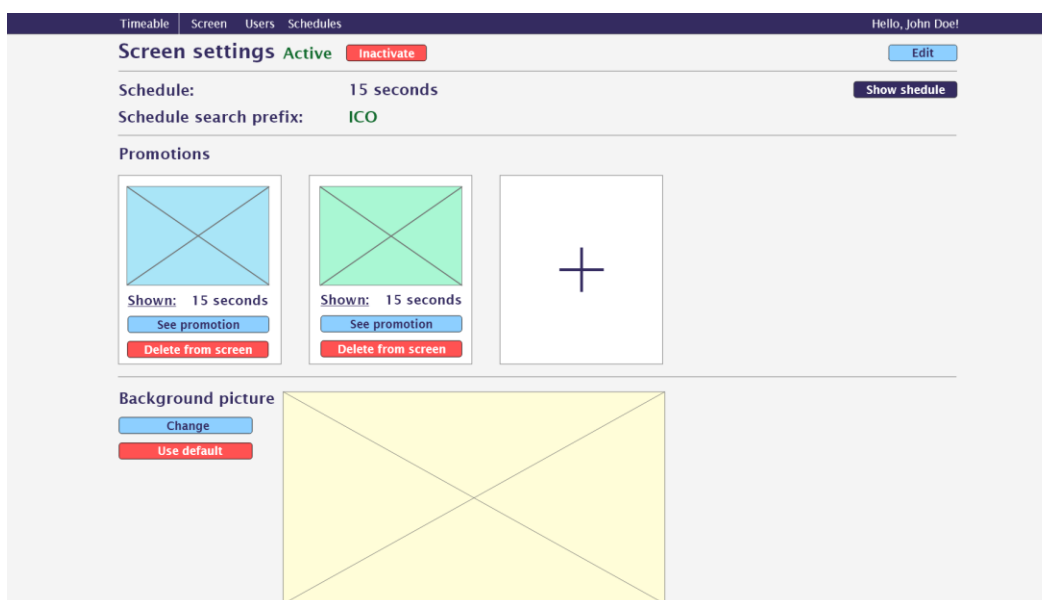 Timeable Screen Users Schedules Hello, John Doe!
Screen settings Active Inactivate Edit
Schedule: 15 seconds Show shedule
Schedule search prefix: ICO
Promotions
Shown: 15 seconds Shown: 15 seconds
See promotion See promotion
Delete from screen Delete from screen
Background picture
Change
Use default